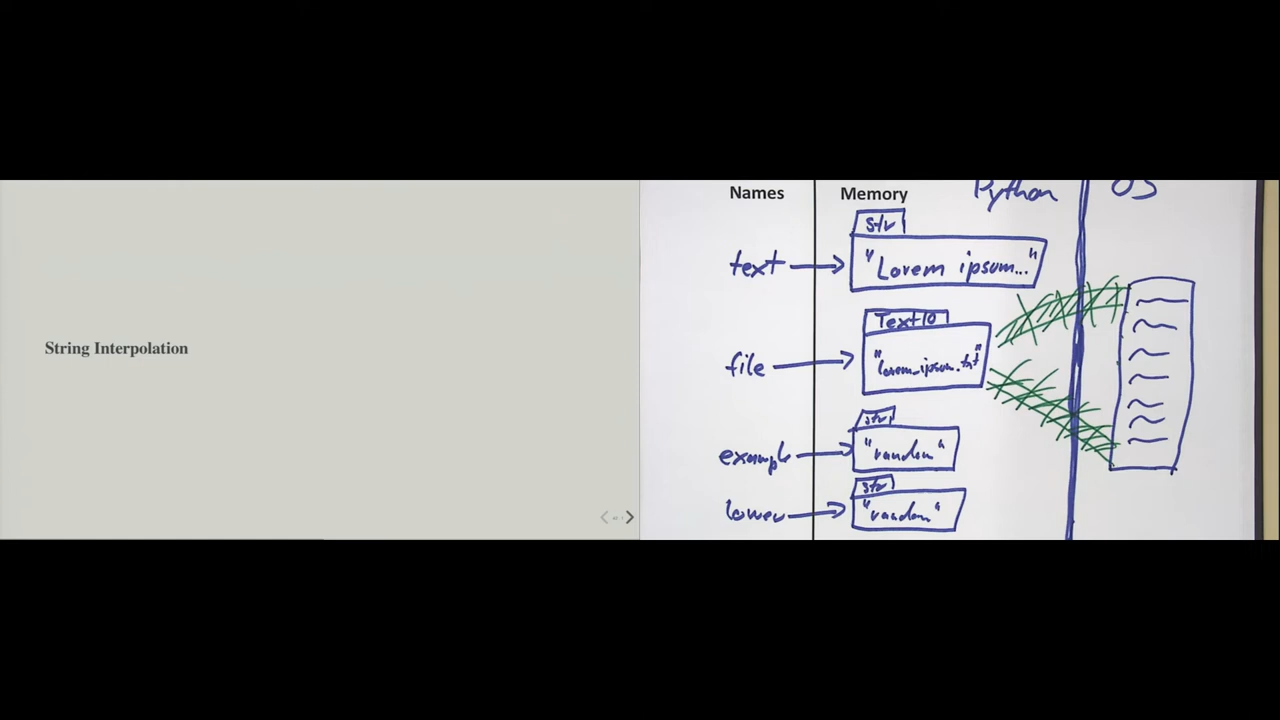 String Interpolation
Names
Memory
Python
OS
str
text
"Lorem ipsum..."
TextIO
file
"lorem_ipsum.txt"
str
example
"random"
str
lower
"random"